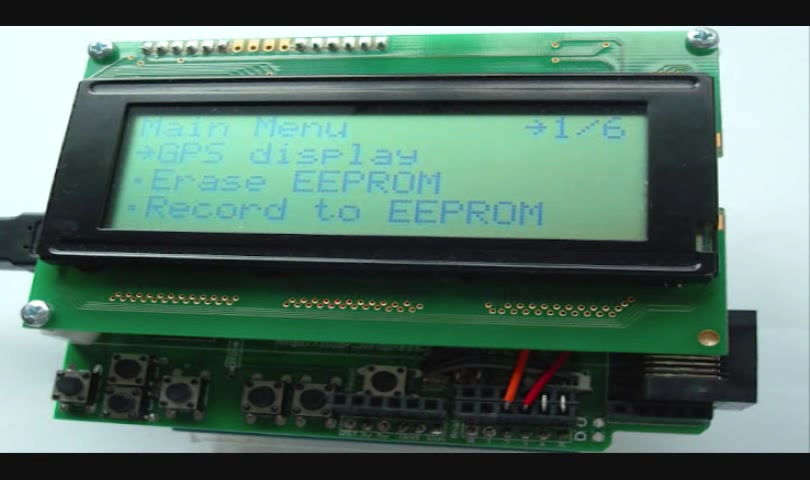 Main Menu →1/6
→GPS display
·Erase EEPROM
·Record to EEPROM